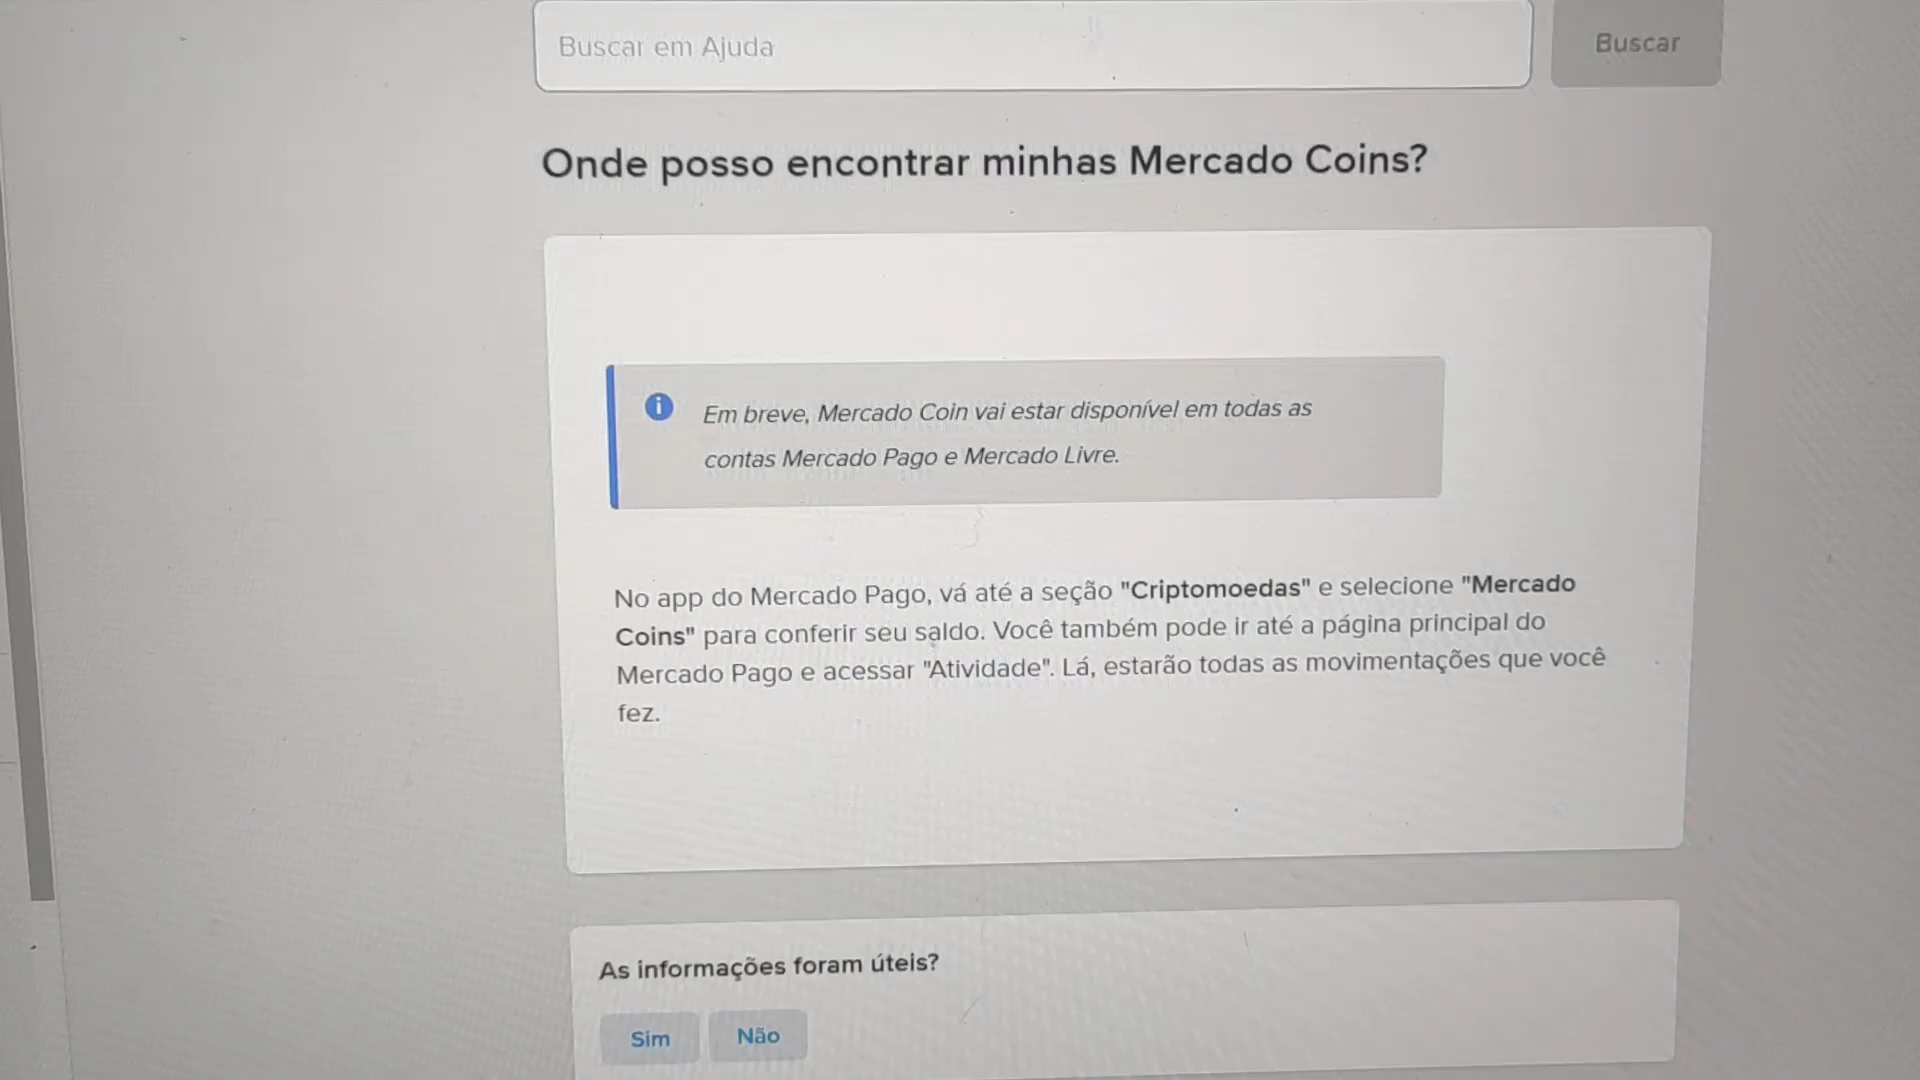 Buscar em Ajuda
Buscar
Onde posso encontrar minhas Mercado Coins?
Em breve, Mercado Coin vai estar disponível em todas as
contas Mercado Pago e Mercado Livre.
No app do Mercado Pago, vá até a seção "Criptomoedas" e selecione "Mercado
Coins" para conferir seu saldo. Você também pode ir até a página principal do
Mercado Pago e acessar "Atividade". Lá, estarão todas as movimentações que você
fez.
As informações foram úteis?
Sim
Não